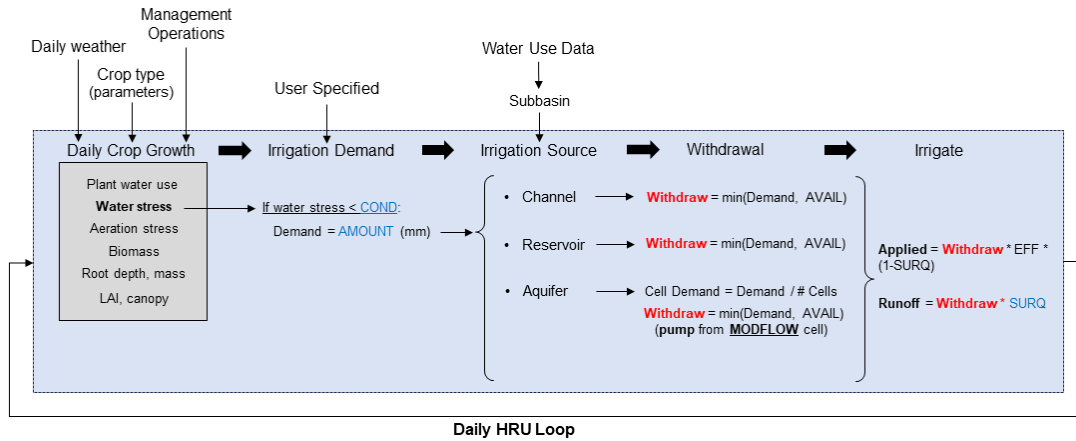 Management
Operations
Daily weather
Crop type
(parameters)
User Specified
Water Use Data
Subbasin
Daily Crop Growth
Irrigation Demand
Irrigation Source
Withdrawal
Irrigate
Plant water use
Water stress
Aeration stress
Biomass
Root depth, mass
LAI, canopy
If water stress < COND:
Demand = AMOUNT (mm)
• Channel
• Reservoir
• Aquifer
Withdraw = min(Demand, AVAIL)
Withdraw = min(Demand, AVAIL)
Cell Demand = Demand / # Cells
Withdraw = min(Demand, AVAIL)
(pump from MODFLOW cell)
Applied = Withdraw * EFF *
(1-SURQ)
Runoff = Withdraw * SURQ
Daily HRU Loop